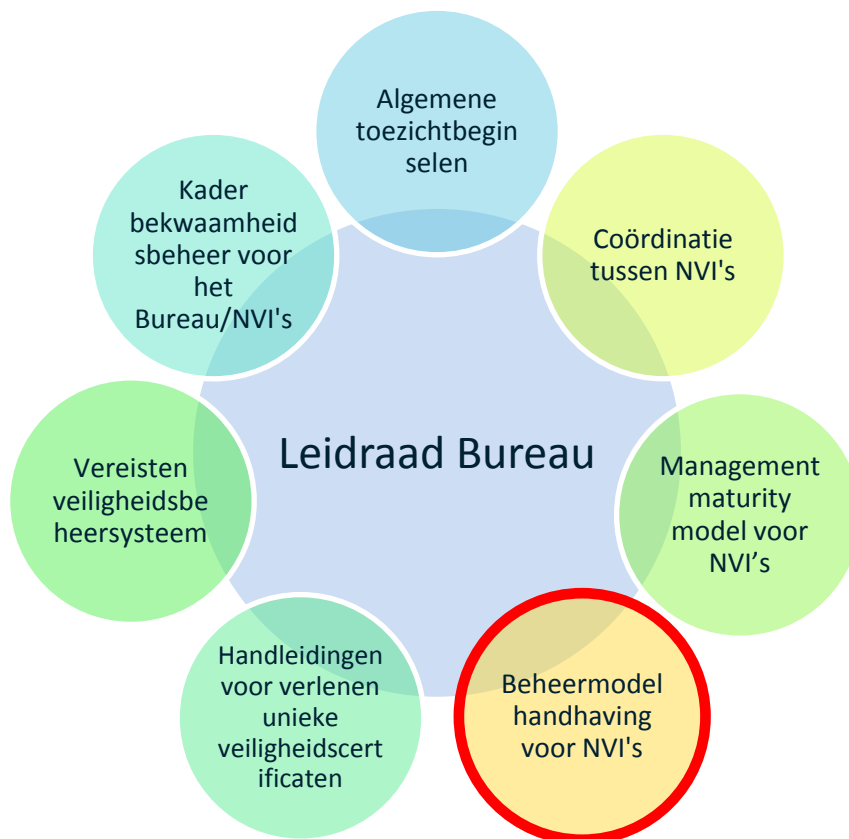 Algemene
toezichtbegin
selen
Coördinatie
tussen NVI's
Management
maturity
model voor
NVI’s
Beheermodel
handhaving
voor NVI's
Handleidingen
voor verlenen
unieke
veiligheidscert
ificaten
Vereisten
veiligheidsbe
heersysteem
Kader
bekwaamheid
sbeheer voor
het
Bureau/NVI's
Leidraad Bureau